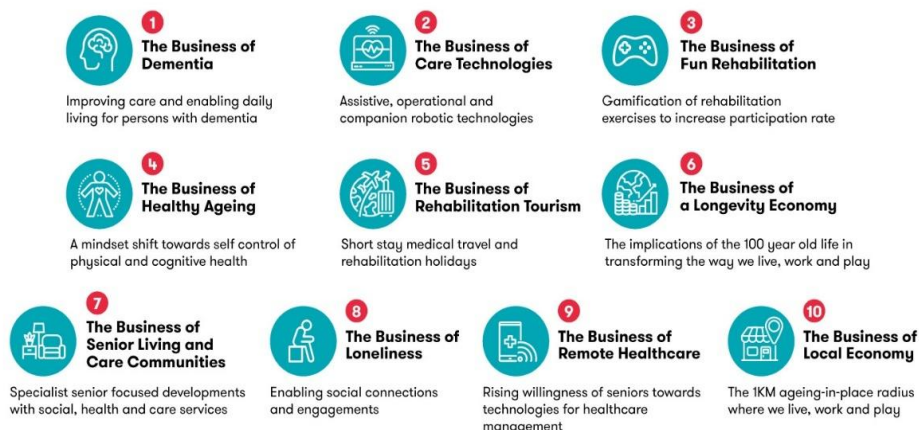 1
The Business of
Dementia
Improving care and enabling daily
living for persons with dementia
2
The Business of
Care Technologies
Assistive, operational and
companion robotic technologies
3
The Business of
Fun Rehabilitation
Gamification of rehabilitation
exercises to increase participation rate
4
The Business of
Healthy Ageing
A mindset shift towards self control of
physical and cognitive health
5
The Business of
Rehabilitation Tourism
Short stay medical travel and
rehabilitation holidays
6
The Business of
a Longevity Economy
The implications of the 100 year old life in
transforming the way we live, work and play
7
The Business of
Senior Living and
Care Communities
Specialist senior focused developments
with social, health and care services
8
The Business of
Loneliness
Enabling social connections
and engagements
9
The Business of
Remote Healthcare
Rising willingness of seniors towards
technologies for healthcare
management
10
The Business of
Local Economy
The 1KM ageing-in-place radius
where we live, work and play